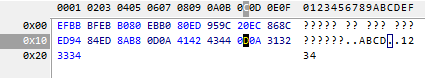 0001 0203 0405 0607 0809 0A0B 0C0D 0E0F 0123456789ABCDEF
0x00 EFBB BFEB B080 EBB0 80ED 959C 20EC 868C ?????? ?? ??? ???
0x10 ED94 84ED 8AB8 0D0A 4142 4344 0D0A 3132 ??????..ABCD..12
0x20 3334 34